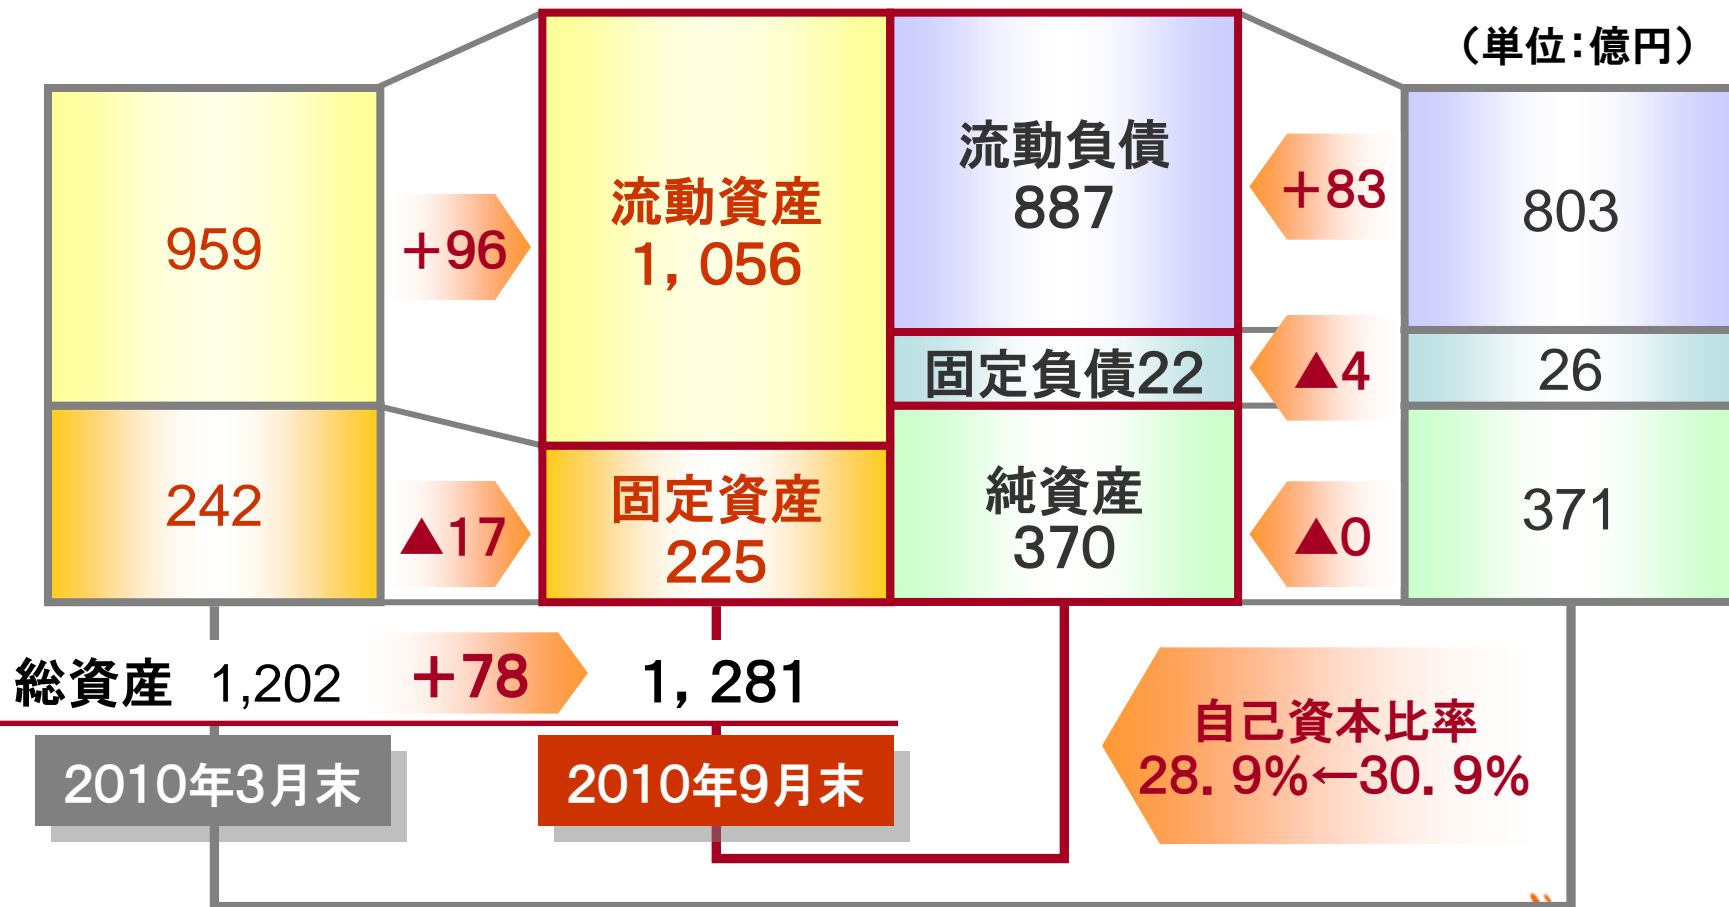 （単位：億円）
959
242
+96
▲17
流動資産
1，056
固定資産
225
流動負債
887
固定負債22
純資産
370
+83
▲4
▲0
803
26
371
総資産 1,202 +78 1，281
2010年3月末
2010年9月末
自己資本比率
28．9%←30．9%